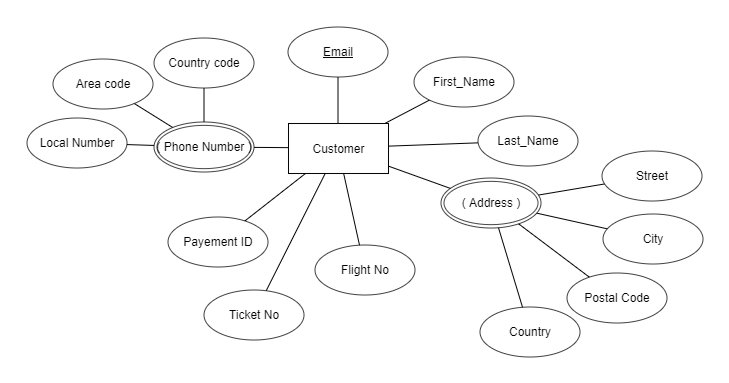 Email
Country code
First_Name
Area code
Local Number
Phone Number
Customer
Last_Name
Street
( Address )
City
Payement ID
Flight No
Postal Code
Ticket No
Country